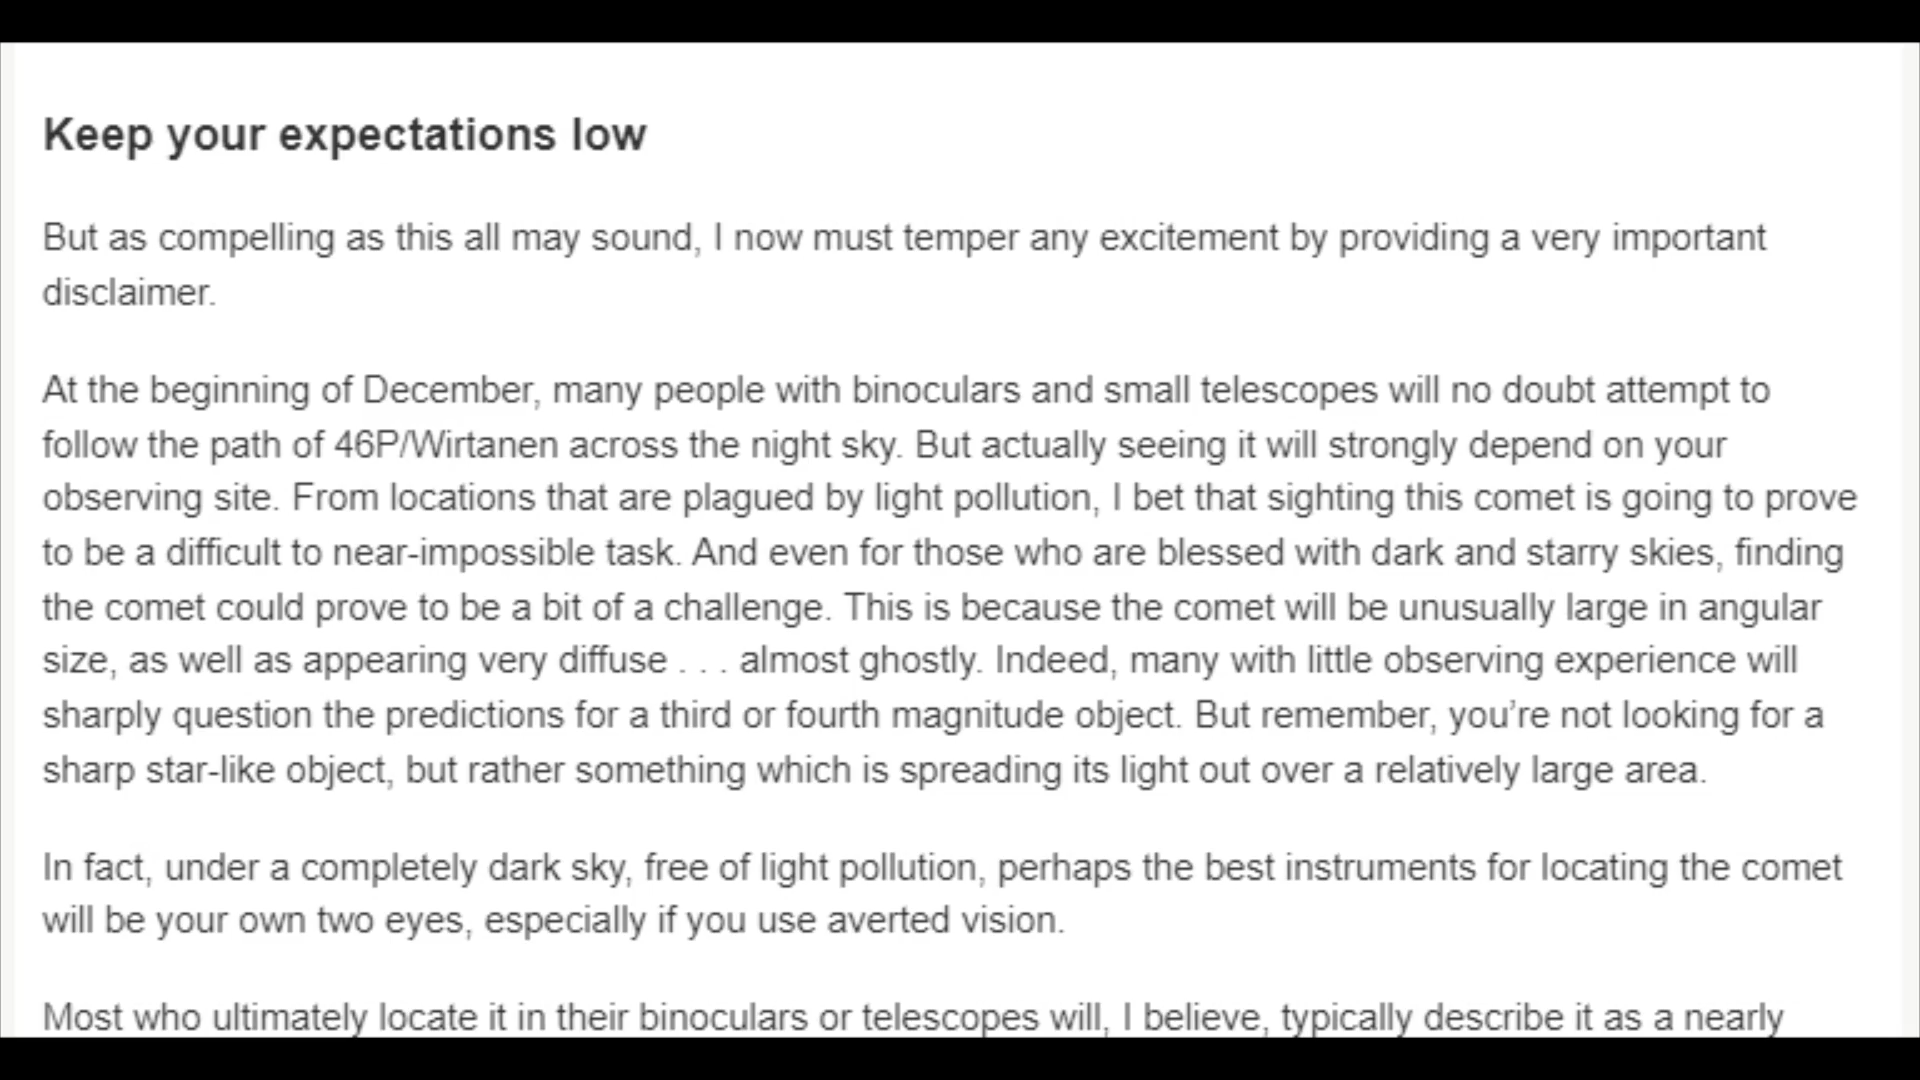 Keep your expectations low
But as compelling as this all may sound, I now must temper any excitement by providing a very important
disclaimer.
At the beginning of December, many people with binoculars and small telescopes will no doubt attempt to
follow the path of 46P/Wirtanen across the night sky. But actually seeing it will strongly depend on your
observing site. From locations that are plagued by light pollution, I bet that sighting this comet is going to prove
to be a difficult to near-impossible task. And even for those who are blessed with dark and starry skies, finding
the comet could prove to be a bit of a challenge. This is because the comet will be unusually large in angular
size, as well as appearing very diffuse . . . almost ghostly. Indeed, many with little observing experience will
sharply question the predictions for a third or fourth magnitude object. But remember, you’re not looking for a
sharp star-like object, but rather something which is spreading its light out over a relatively large area.
In fact, under a completely dark sky, free of light pollution, perhaps the best instruments for locating the comet
will be your own two eyes, especially if you use averted vision.
Most who ultimately locate it in their binoculars or telescopes will, I believe, typically describe it as a nearly